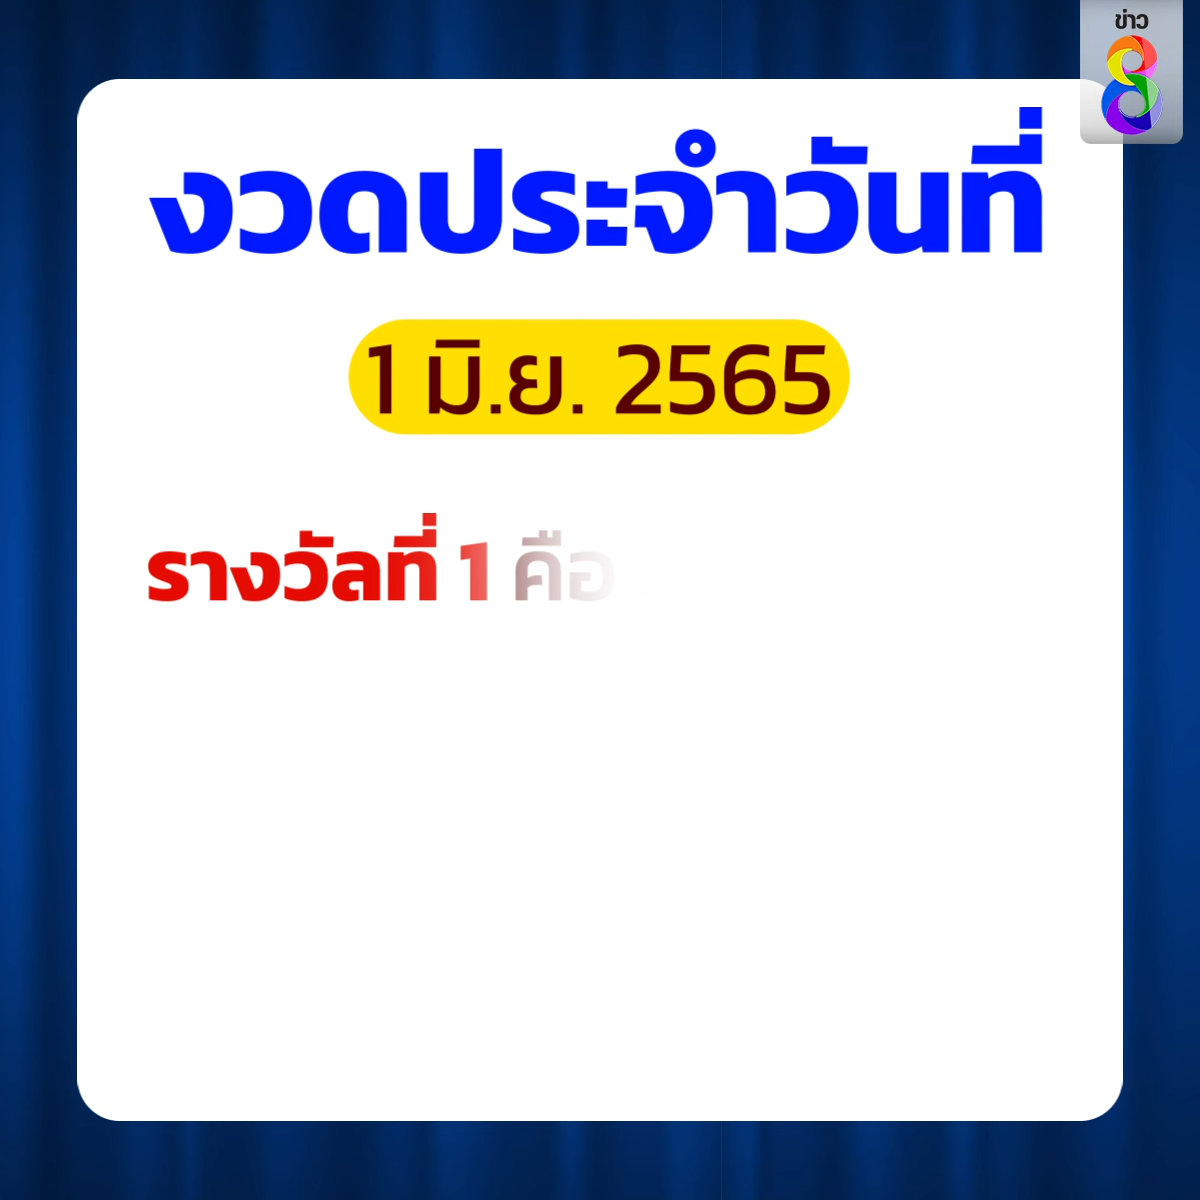 ข่าว
8
งวดประจำวันที่
1 มิ.ย. 2565
รางวัลที่ 1 คือ